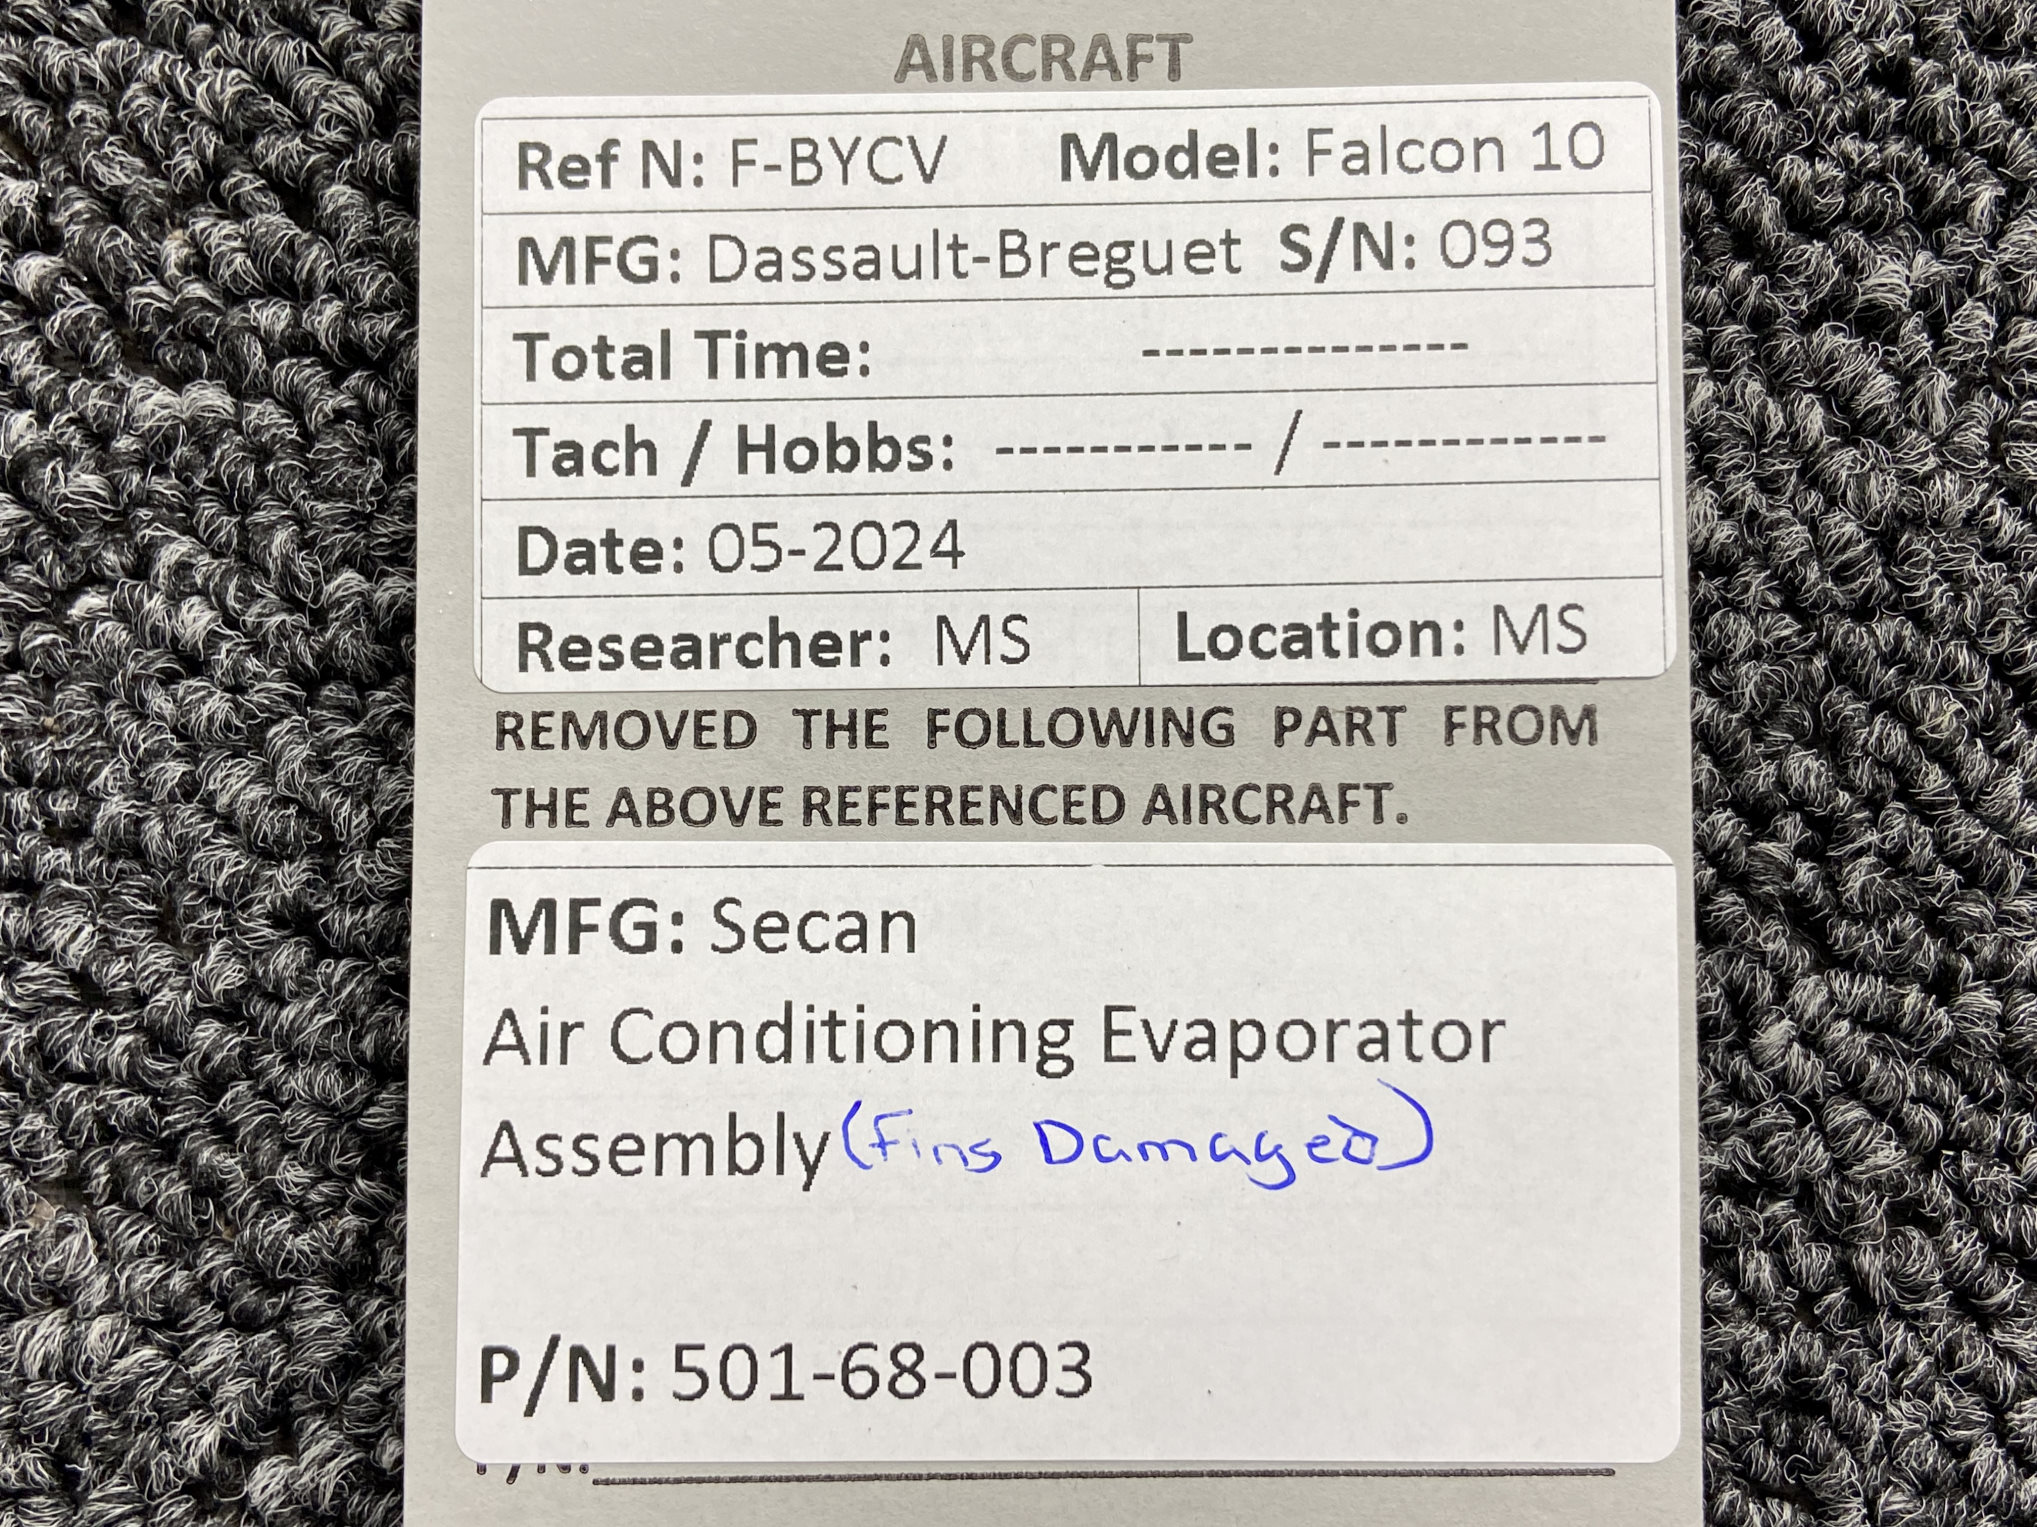 AIRCRAFT
Ref N: F-BYCV Model: Falcon 10
MFG: Dassault-Breguet S/N: 093
Total Time: --------------
Tach / Hobbs: ----------- / ------------
Date: 05-2024
Researcher: MS Location: MS
REMOVED THE FOLLOWING PART FROM
THE ABOVE REFERENCED AIRCRAFT.
MFG: Secan
Air Conditioning Evaporator
Assembly (Fins Damaged)
P/N: 501-68-003
P/N: